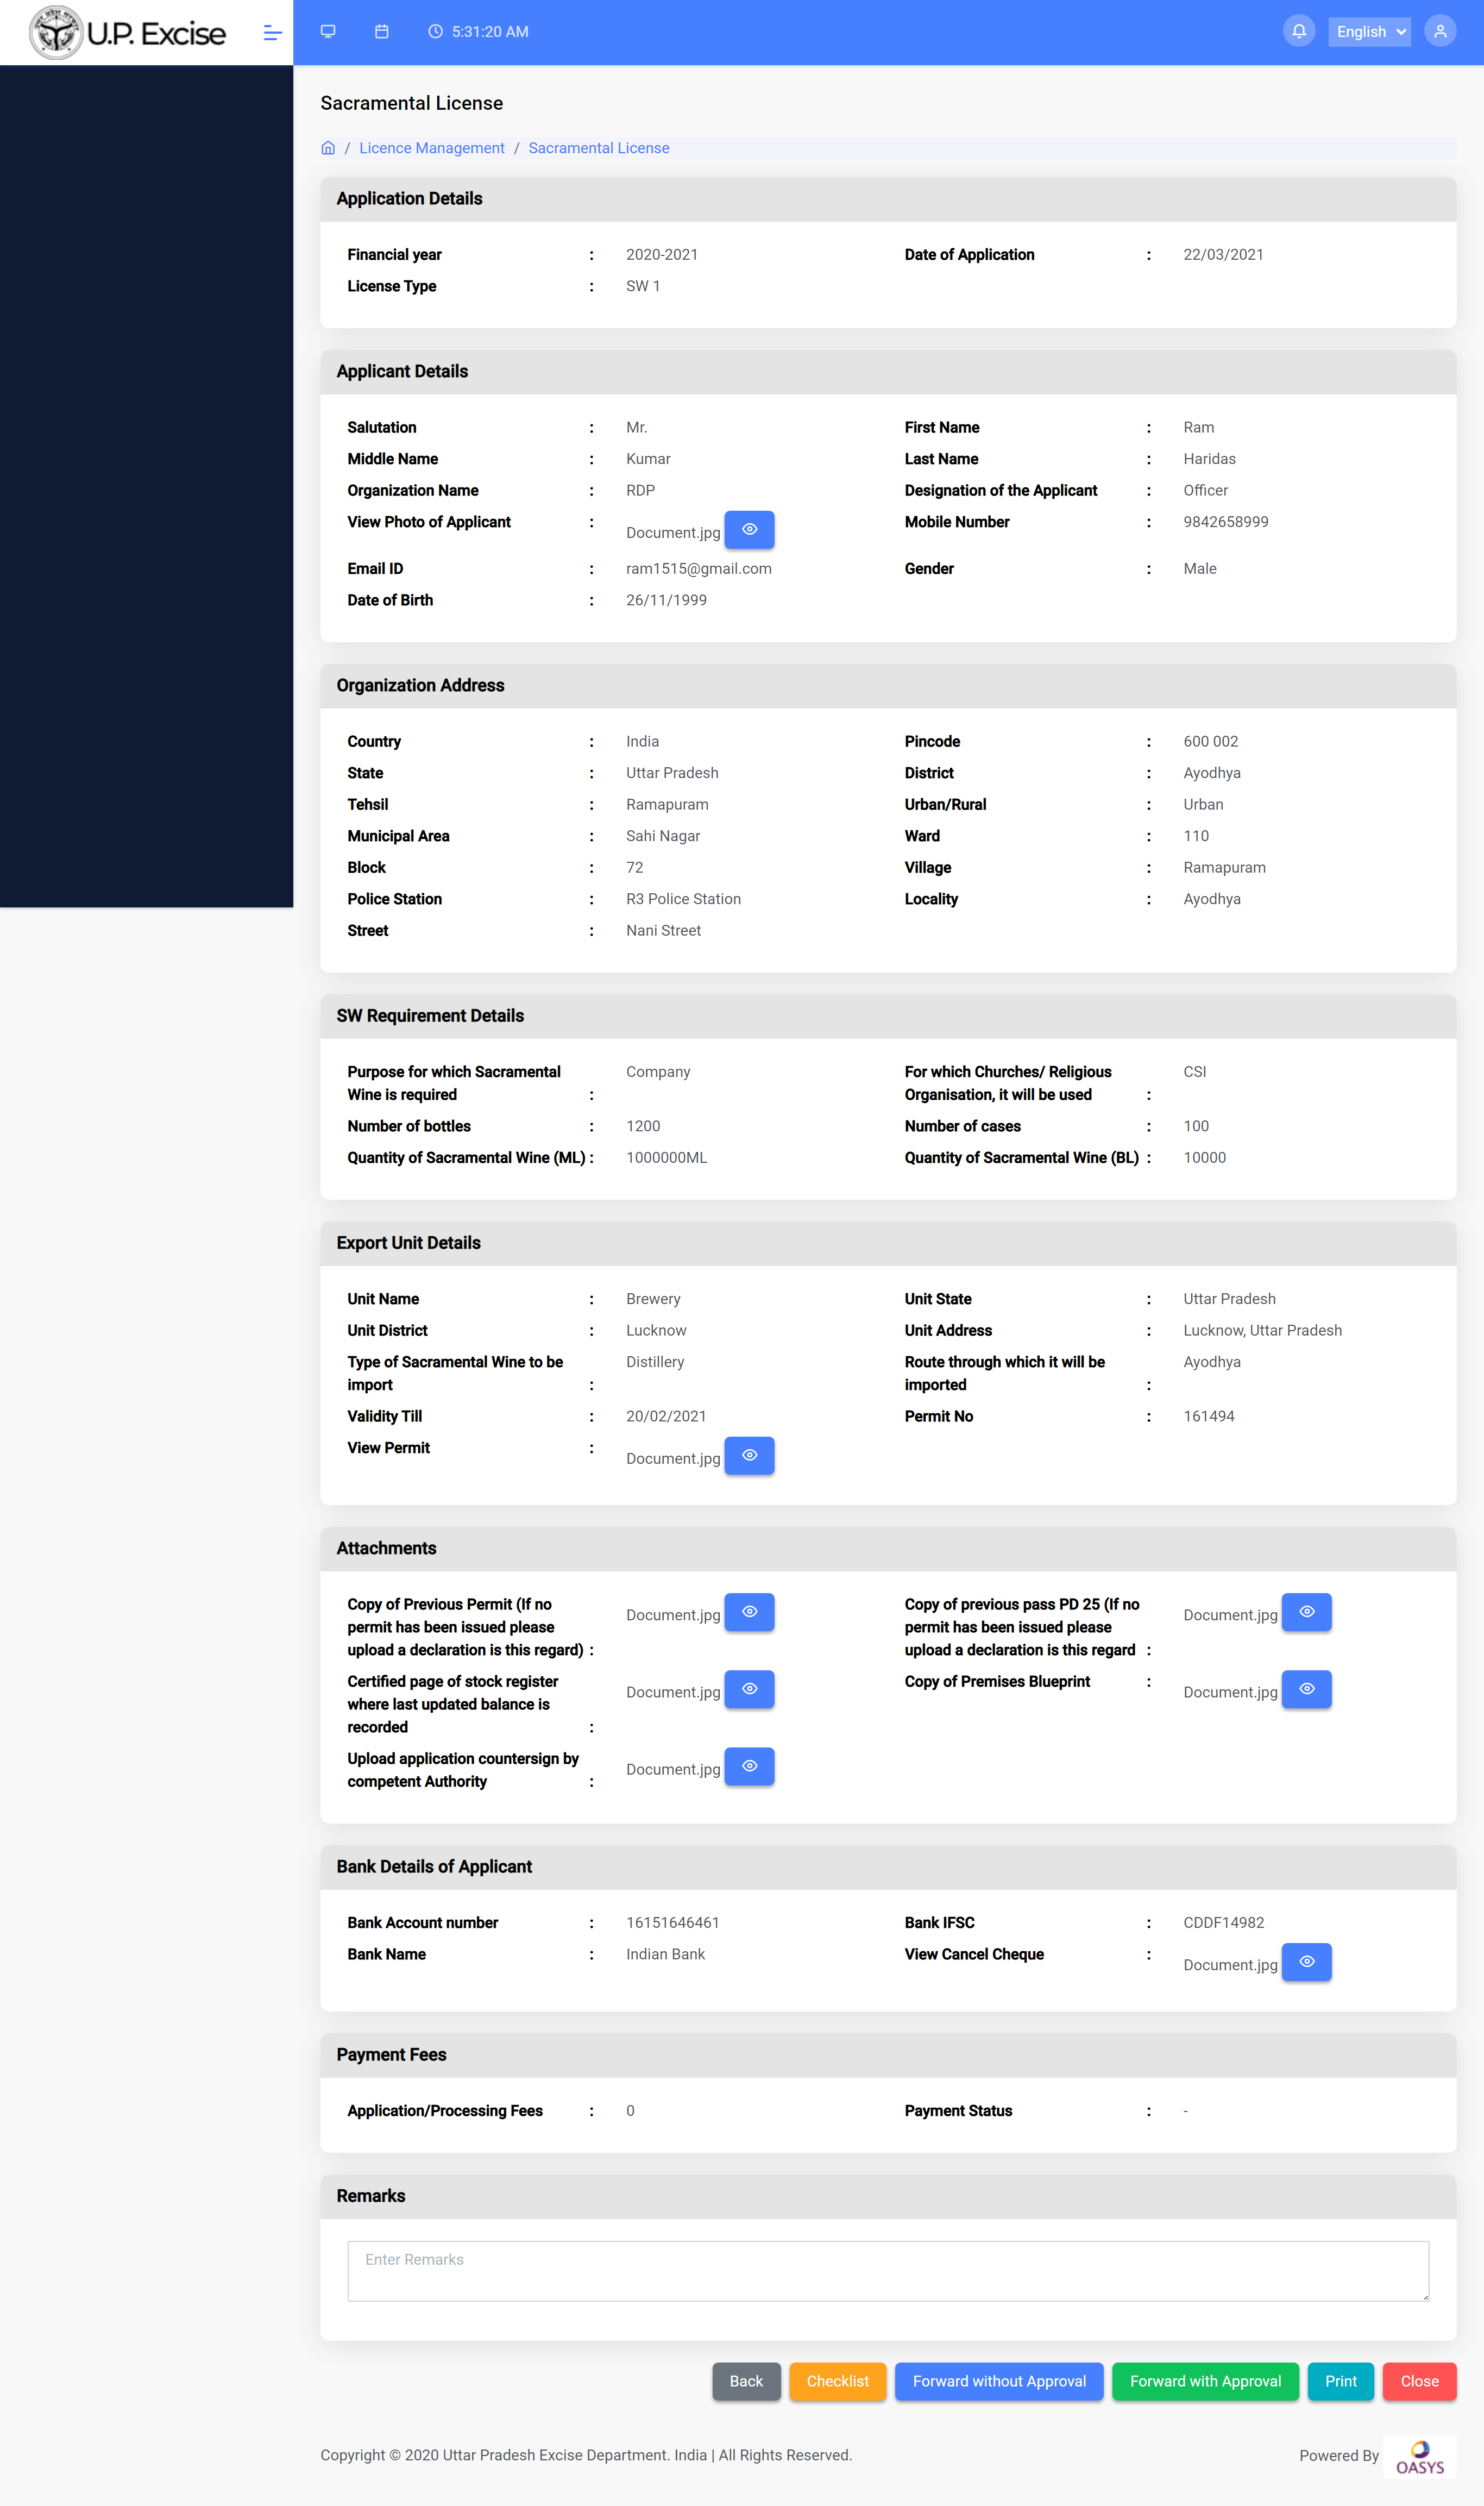 U.P. Excise
5:31:20 AM
English
Sacramental License
/ Licence Management / Sacramental License
Application Details
Financial year : 2020-2021 Date of Application : 22/03/2021
License Type : SW 1
Applicant Details
Salutation : Mr. First Name : Ram
Middle Name : Kumar Last Name : Haridas
Organization Name : RDP Designation of the Applicant : Officer
View Photo of Applicant : Document.jpg Mobile Number : 9842658999
Email ID : ram1515@gmail.com Gender : Male
Date of Birth : 26/11/1999
Organization Address
Country : India Pincode : 600 002
State : Uttar Pradesh District : Ayodhya
Tehsil : Ramapuram Urban/Rural : Urban
Municipal Area : Sahi Nagar Ward : 110
Block : 72 Village : Ramapuram
Police Station : R3 Police Station Locality : Ayodhya
Street : Nani Street
SW Requirement Details
Purpose for which Sacramental Company For which Churches/ Religious CSI
Wine is required : Organisation, it will be used :
Number of bottles : 1200 Number of cases : 100
Quantity of Sacramental Wine (ML) : 1000000ML Quantity of Sacramental Wine (BL) : 10000
Export Unit Details
Unit Name : Brewery Unit State : Uttar Pradesh
Unit District : Lucknow Unit Address : Lucknow, Uttar Pradesh
Type of Sacramental Wine to be Distillery Route through which it will be Ayodhya
import : imported :
Validity Till : 20/02/2021 Permit No : 161494
View Permit : Document.jpg
Attachments
Copy of Previous Permit (If no Document.jpg Copy of previous pass PD 25 (If no Document.jpg
permit has been issued please permit has been issued please
upload a declaration is this regard) : upload a declaration is this regard :
Certified page of stock register Document.jpg Copy of Premises Blueprint : Document.jpg
where last updated balance is
recorded :
Upload application countersign by Document.jpg
competent Authority :
Bank Details of Applicant
Bank Account number : 16151646461 Bank IFSC : CDDF14982
Bank Name : Indian Bank View Cancel Cheque : Document.jpg
Payment Fees
Application/Processing Fees : 0 Payment Status : -
Remarks
Enter Remarks
Back Checklist Forward without Approval Forward with Approval Print Close
Copyright © 2020 Uttar Pradesh Excise Department. India | All Rights Reserved. Powered By OASYS